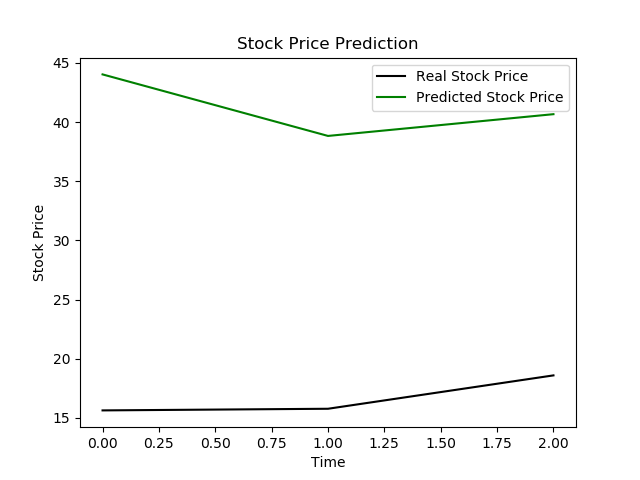 Stock Price Prediction
Real Stock Price
Predicted Stock Price
Stock Price
45
40
35
30
25
20
15
0.00 0.25 0.50 0.75 1.00 1.25 1.50 1.75 2.00
Time